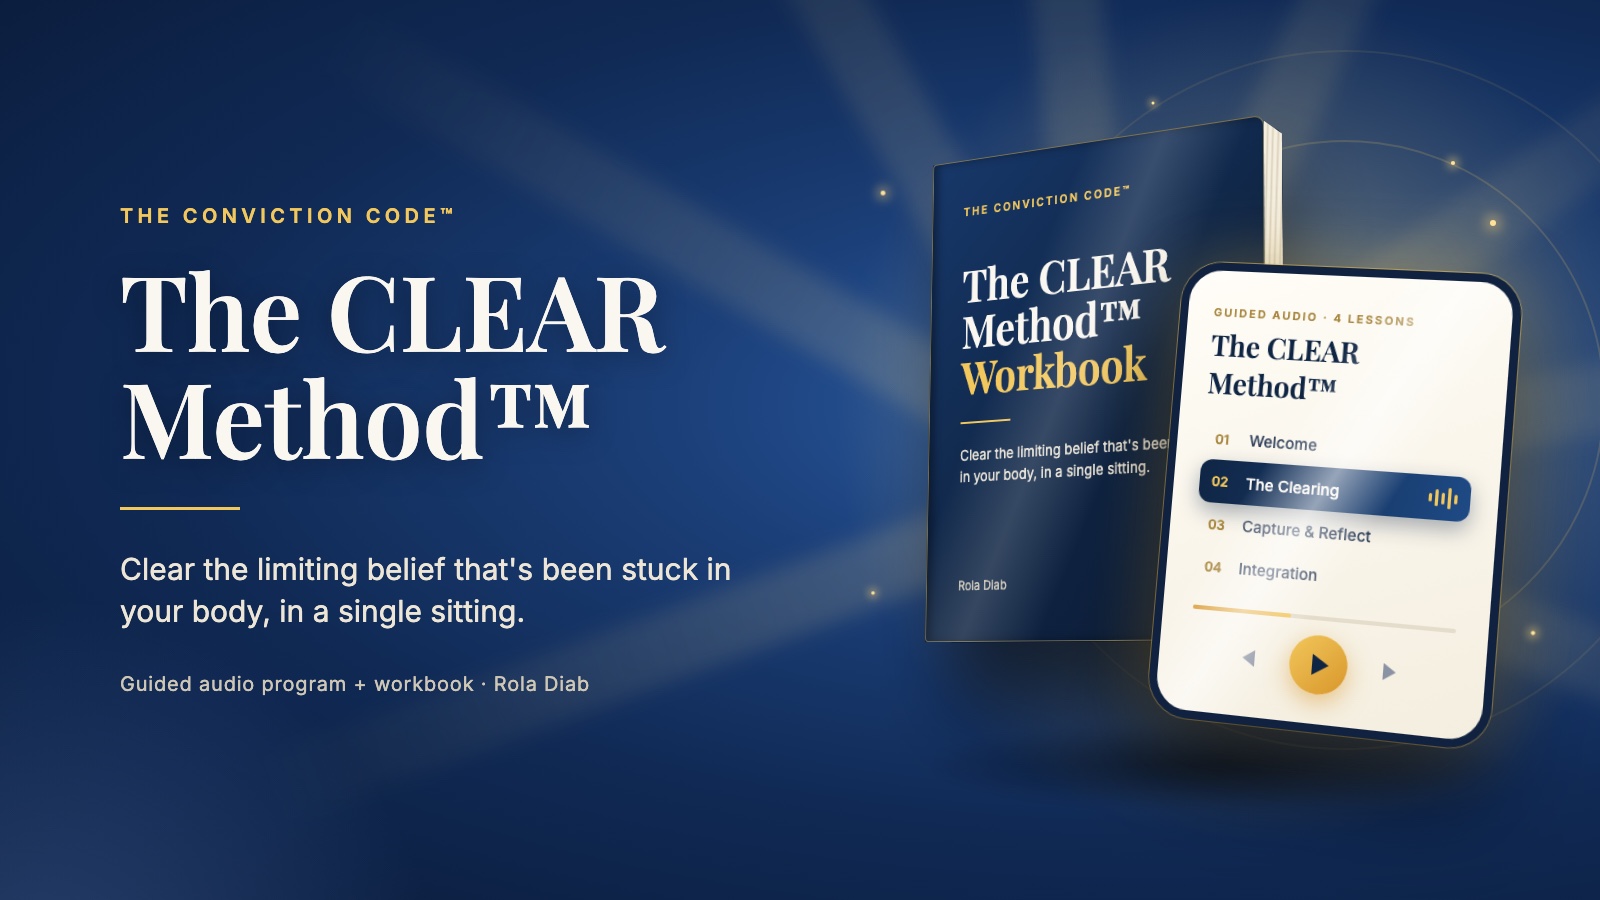 THE CONVICTION CODE™
The CLEAR
Method™
Clear the limiting belief that's been stuck in
your body, in a single sitting.
Guided audio program + workbook · Rola Diab
THE CONVICTION CODE™
The CLEAR
Method™
Workbook
Clear the limiting belief that's
in your body, in a single sitting.
Rola Diab
GUIDED AUDIO · 4 LESSONS
The CLEAR
Method™
01 Welcome
02 The Clearing
03 Capture & Reflect
04 Integration